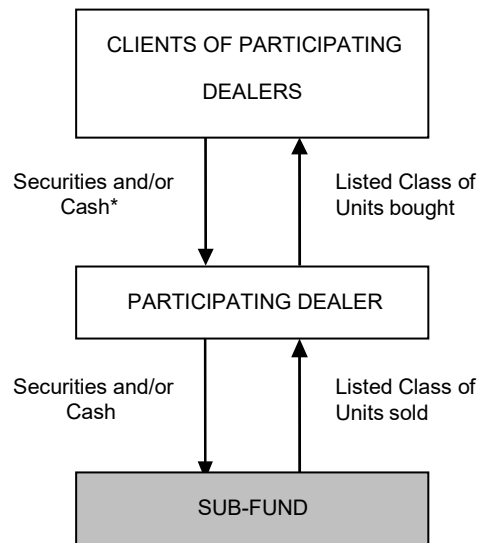 CLIENTS OF PARTICIPATING
DEALERS
Securities and/or
Cash*
Listed Class of
Units bought
PARTICIPATING DEALER
Securities and/or
Cash
Listed Class of
Units sold
SUB-FUND